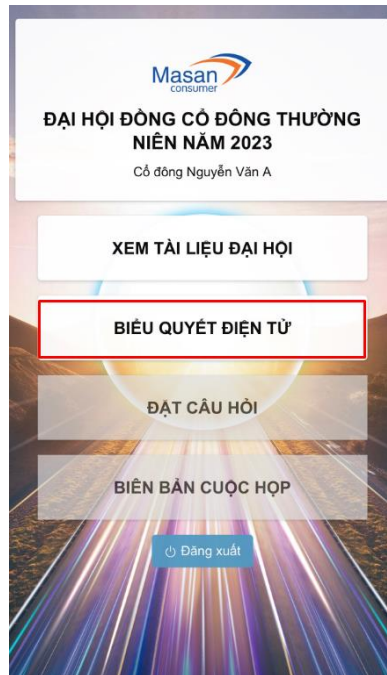 Masan
consumer
ĐẠI HỘI ĐỒNG CỔ ĐÔNG THƯỜNG
NIÊN NĂM 2023
Cổ đông Nguyễn Văn A
XEM TÀI LIỆU ĐẠI HỘI
BIỂU QUYẾT ĐIỆN TỬ
ĐẶT CÂU HỎI
BIÊN BẢN CUỘC HỌP
Đăng xuất